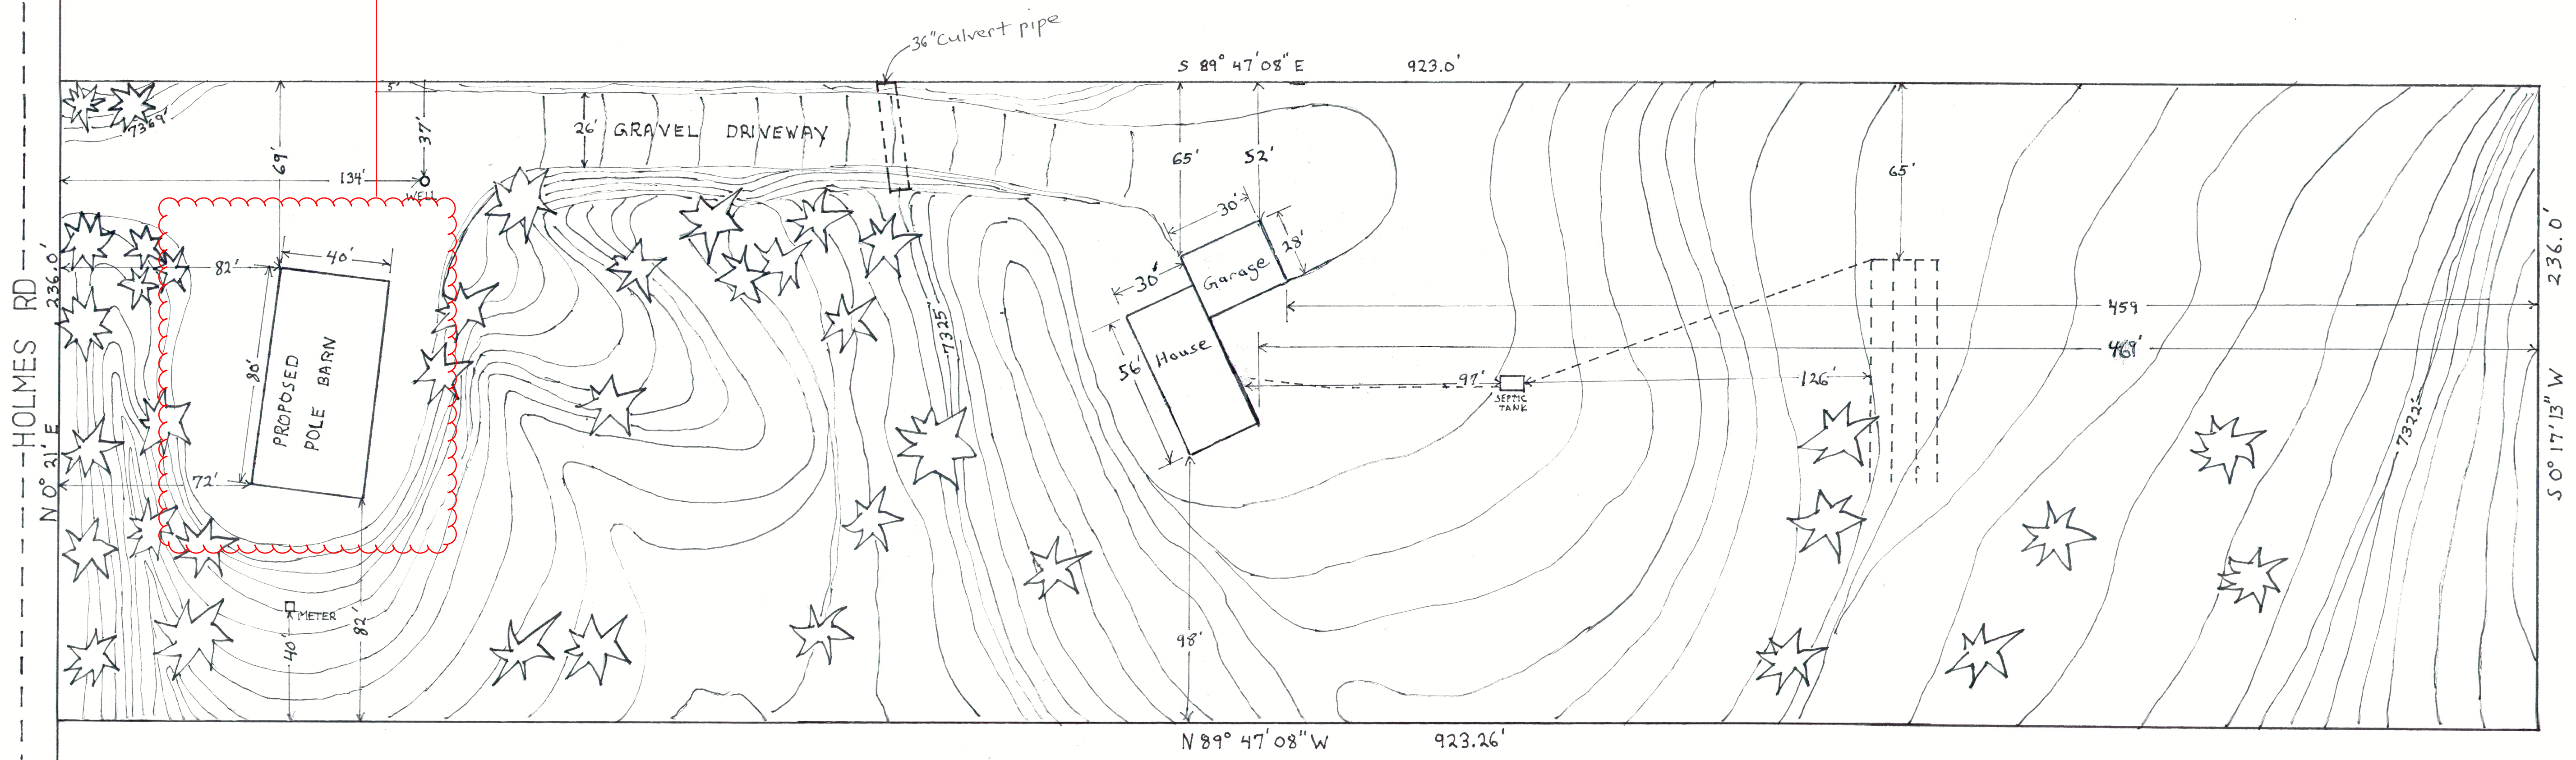 36" culvert pipe
S 89° 47' 08" E 923.0'
5'
7369'
37'
26' GRAVEL DRIVEWAY
69'
65'
52'
65'
134'
WELL
30'
28'
Garage
30'
40'
82'
236.0'
236.0'
HOLMES RD
N 0° 21' E
80'
PROPOSED
POLE BARN
7325'
House
56'
459
469'
97'
126'
SEPTIC
TANK
7322'
S 0° 17' 13" W
72'
METER
40'
82'
98'
N 89° 47' 08" W 923.26'